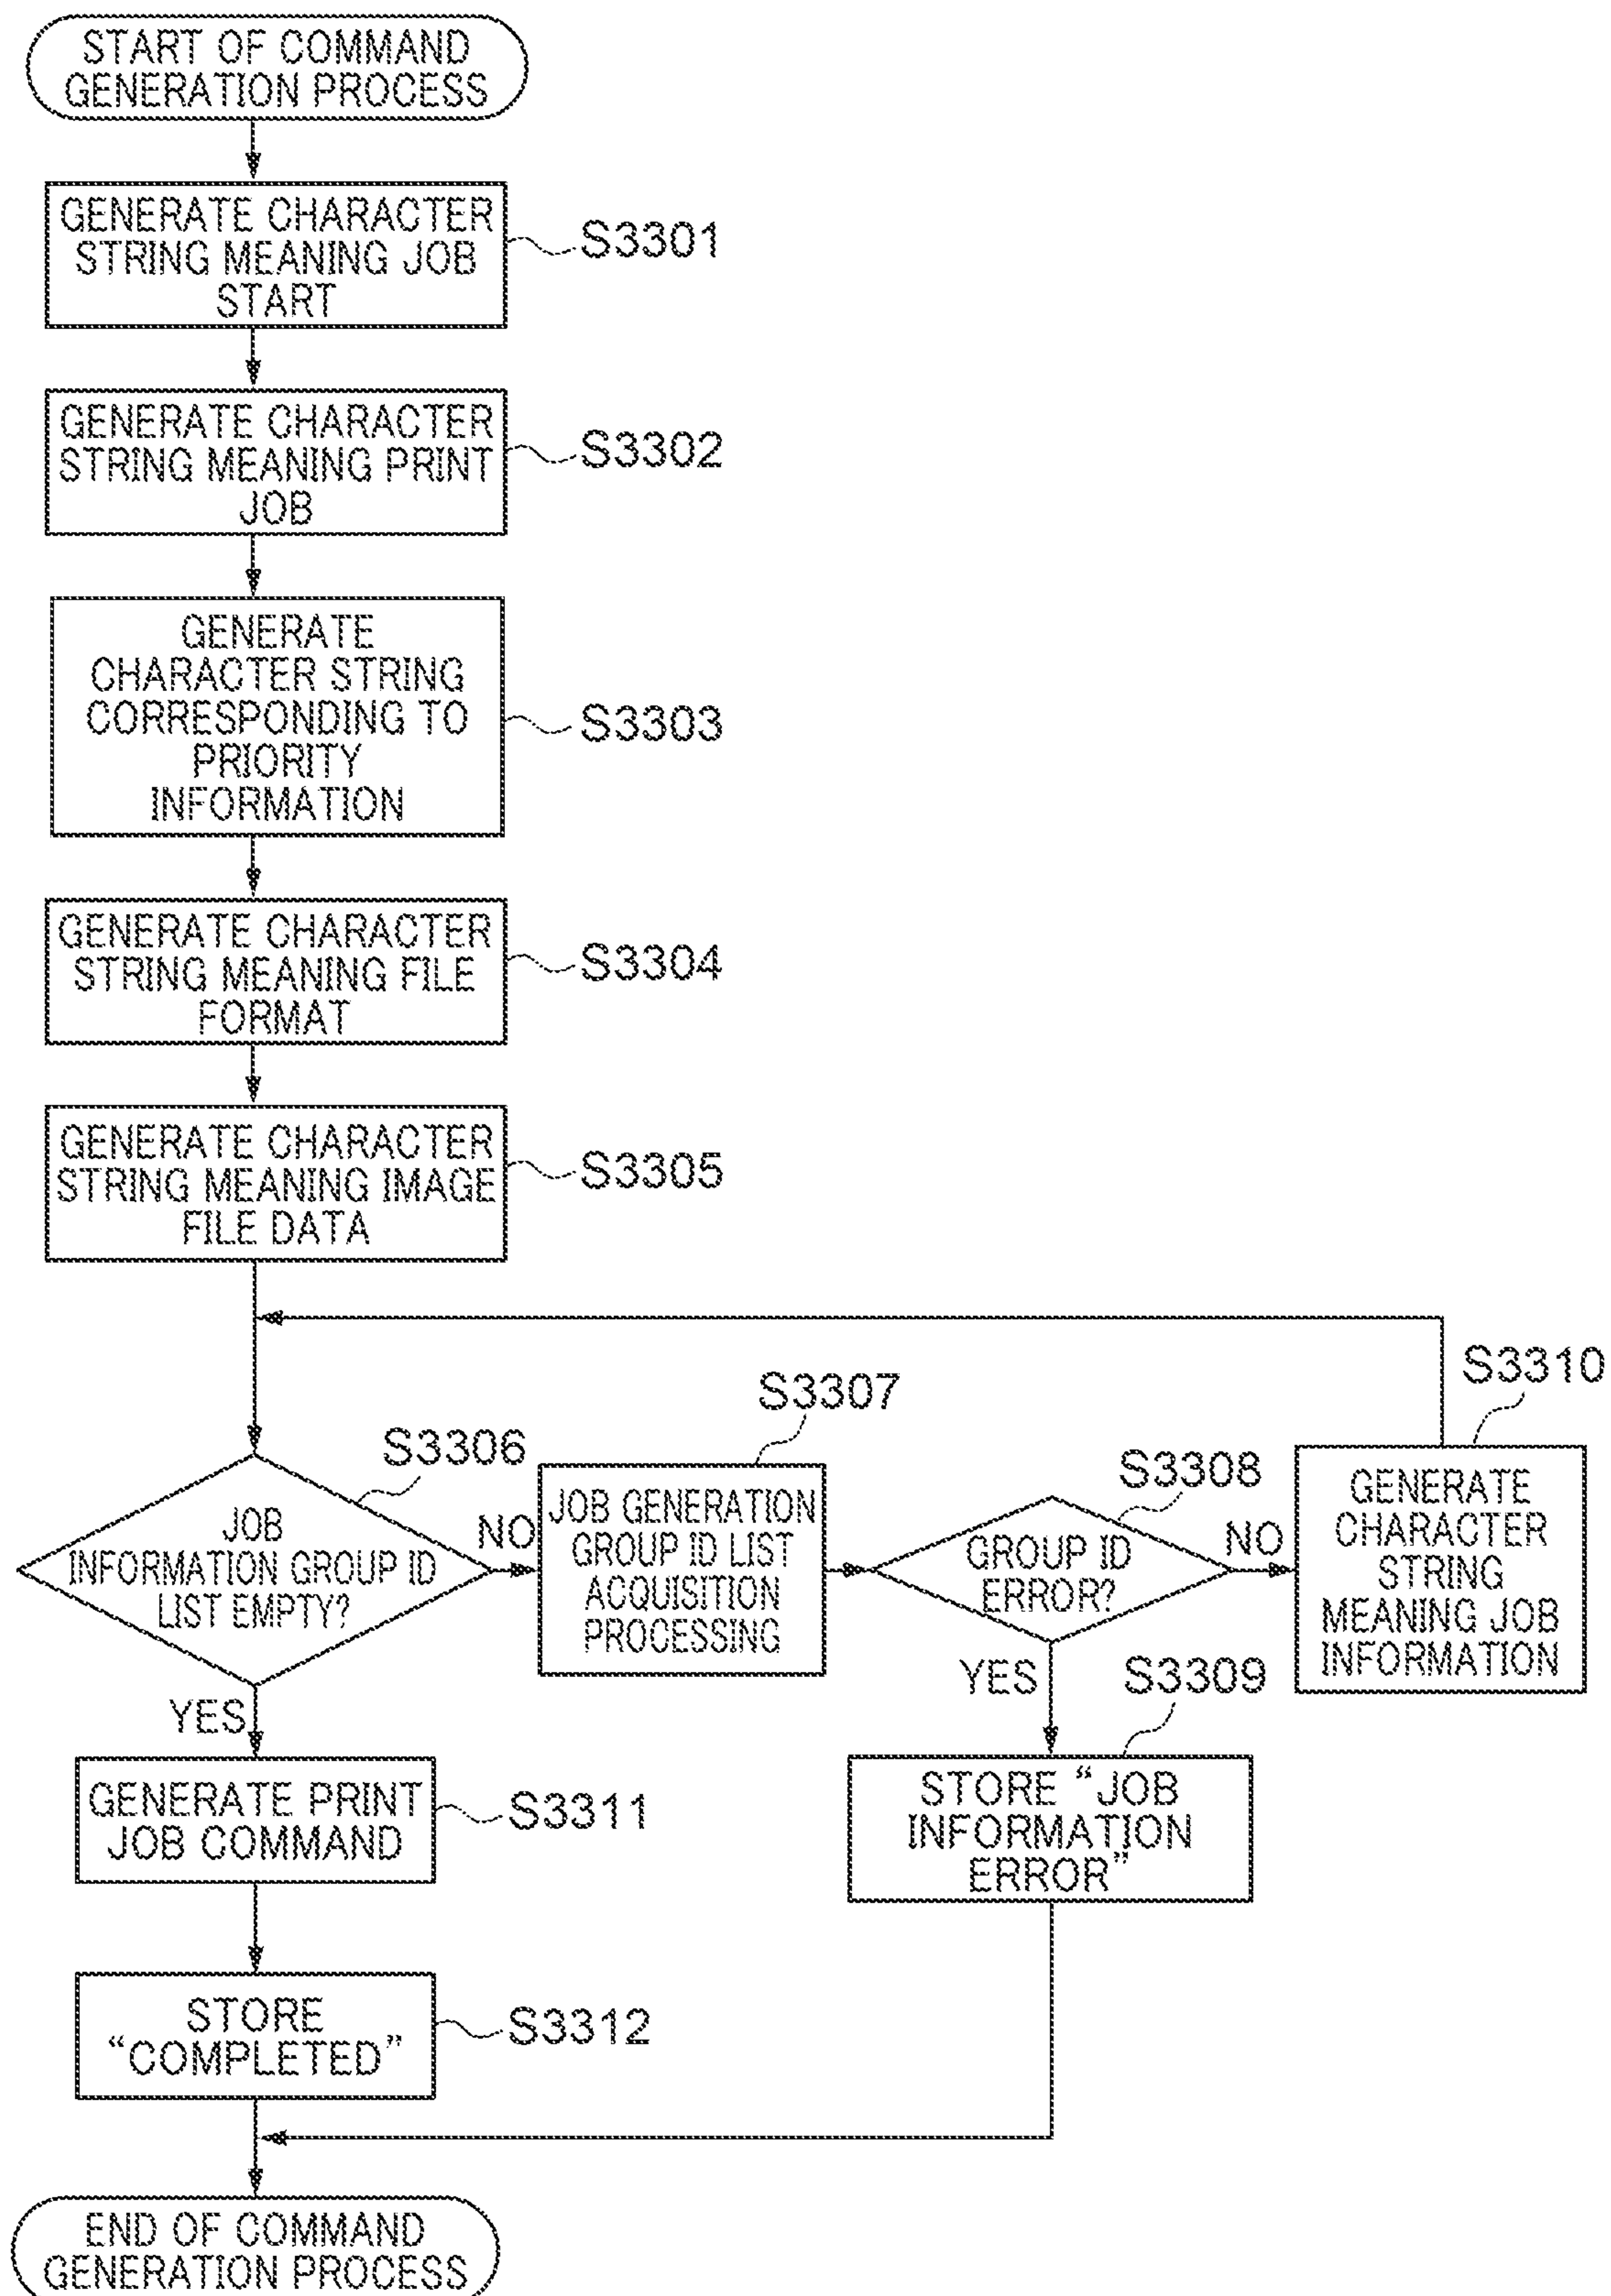 START OF COMMAND
GENERATION PROCESS
GENERATE CHARACTER
STRING MEANING JOB
START
S3301
GENERATE CHARACTER
STRING MEANING PRINT
JOB
S3302
GENERATE
CHARACTER STRING
CORRESPONDING TO
PRIORITY
INFORMATION
S3303
GENERATE CHARACTER
STRING MEANING FILE
FORMAT
S3304
GENERATE CHARACTER
STRING MEANING IMAGE
FILE DATA
S3305
S3306
JOB
INFORMATION GROUP ID
LIST EMPTY?
NO
YES
S3307
JOB GENERATION
GROUP ID LIST
ACQUISITION
PROCESSING
S3308
GROUP ID
ERROR?
NO
YES
S3310
GENERATE
CHARACTER
STRING
MEANING JOB
INFORMATION
S3309
STORE “JOB
INFORMATION
ERROR”
GENERATE PRINT
JOB COMMAND
S3311
STORE
“COMPLETED”
S3312
END OF COMMAND
GENERATION PROCESS